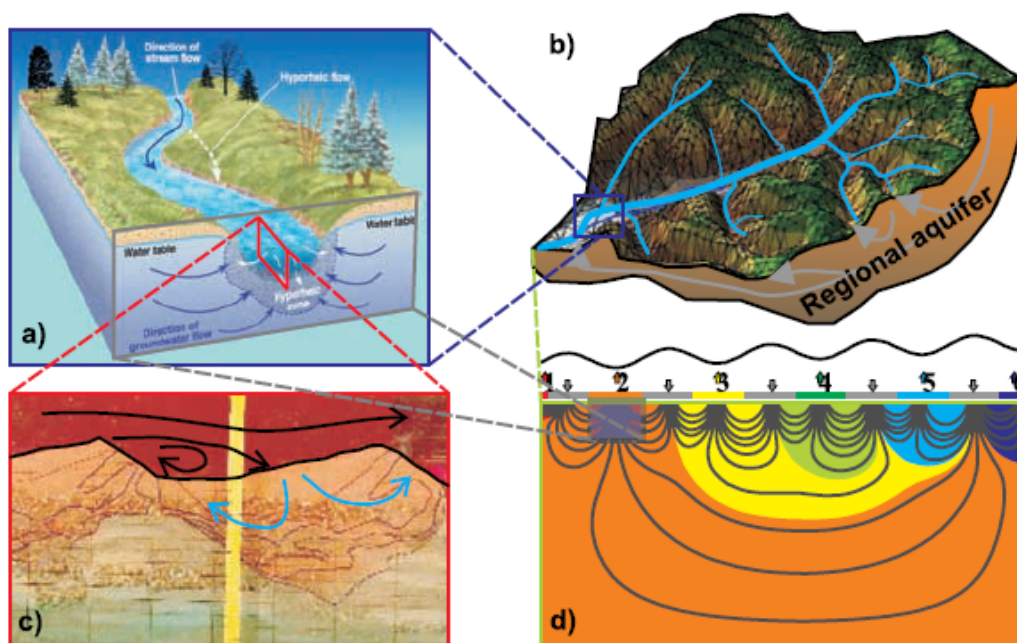 a)
Direction of
stream flow
Hyporheic flow
Water table
Water tabl
Hyporheic
zone
Direction of
groundwater flow
b)
Regional aquifer
c)
1 2 3 4 5
d)